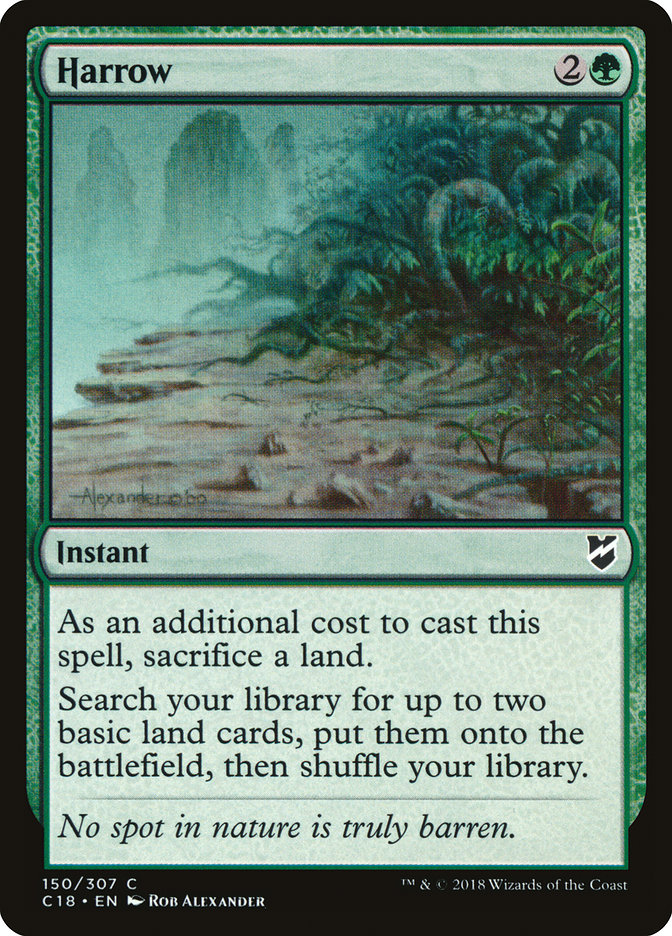 Harrow 2
Alexander
Instant
As an additional cost to cast this
spell, sacrifice a land.
Search your library for up to two
basic land cards, put them onto the
battlefield, then shuffle your library.
No spot in nature is truly barren.
150/307 C
™ & © 2018 Wizards of the Coast
C18 • EN Rob Alexander